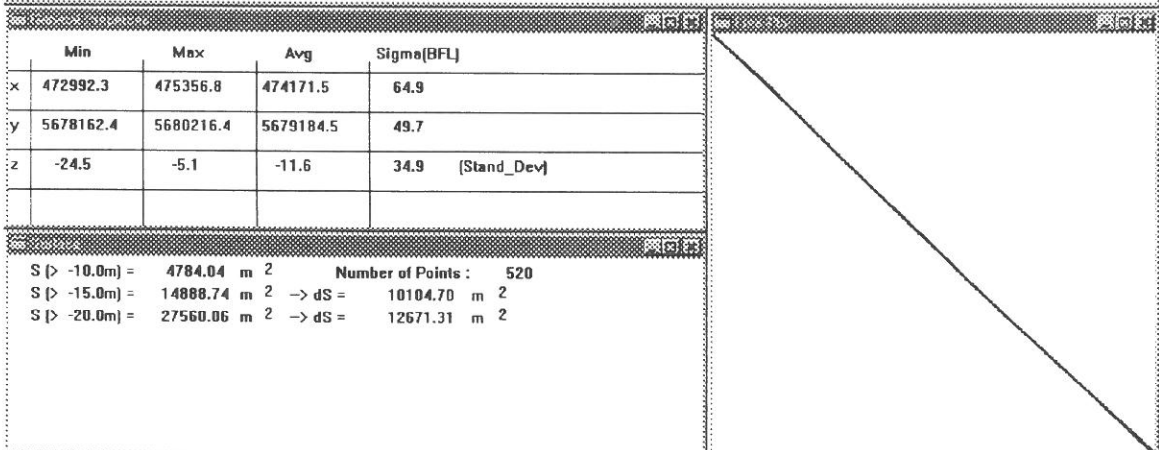 Min Max Avg Sigma(BFL)
x 472992.3 475356.8 474171.5 64.9
y 5678162.4 5680216.4 5679184.5 49.7
z -24.5 -5.1 -11.6 34.9 (Stand_Dev)
S (> -10.0m) = 4784.04 m 2 Number of Points : 520
S (> -15.0m) = 14888.74 m 2 -> dS = 10104.70 m 2
S (> -20.0m) = 27560.06 m 2 -> dS = 12671.31 m 2